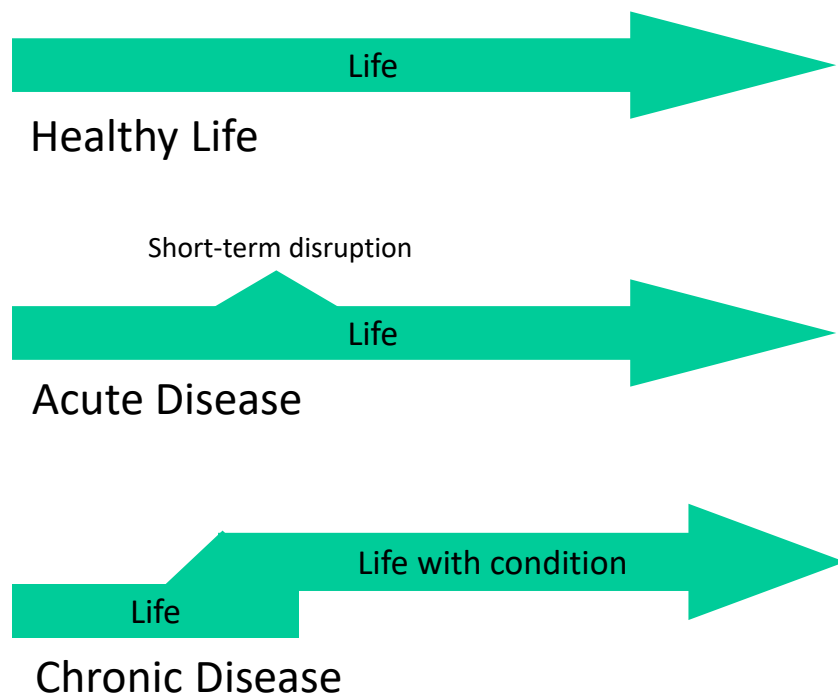 Life
Healthy Life
Short-term disruption
Life
Acute Disease
Life with condition
Life
Chronic Disease